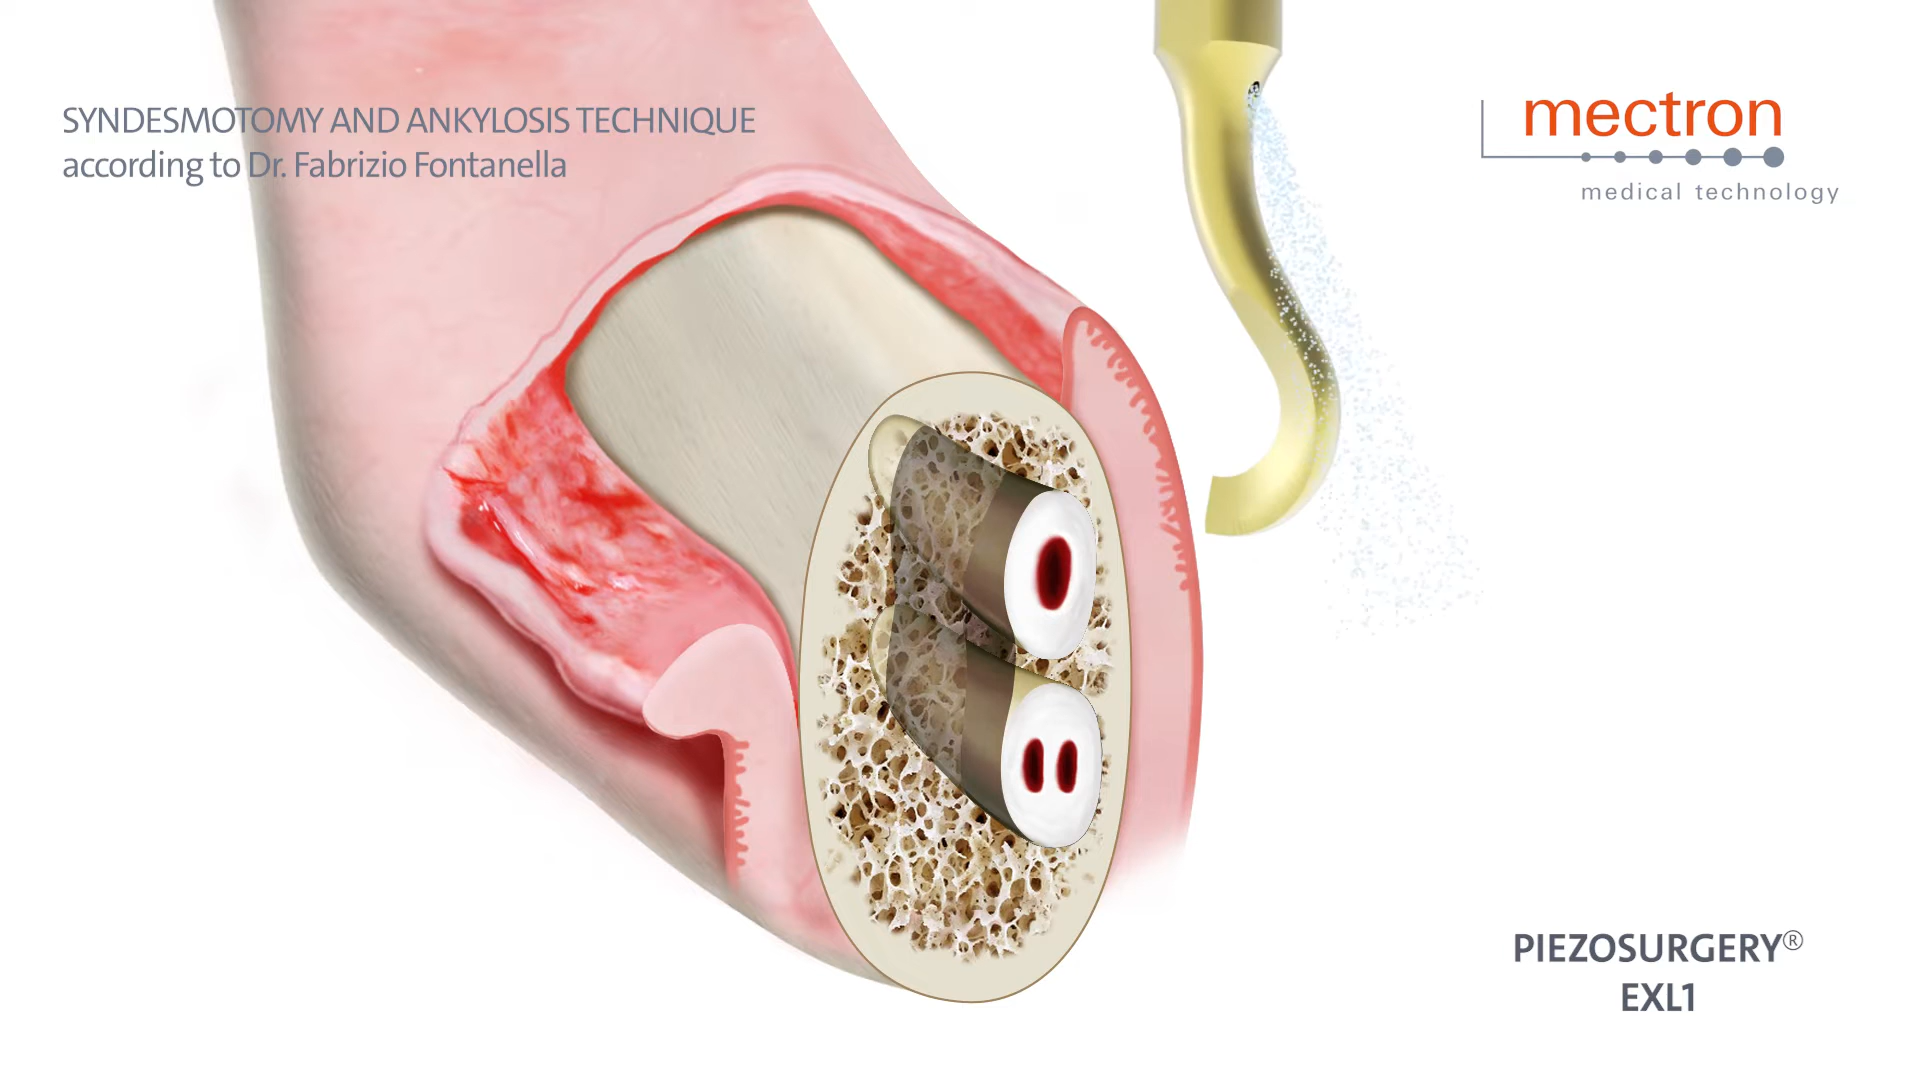 SYNDESMOTOMY AND ANKYLOSIS TECHNIQUE
according to Dr. Fabrizio Fontanella
mectron
medical technology
PIEZOSURGERY®
EXL1